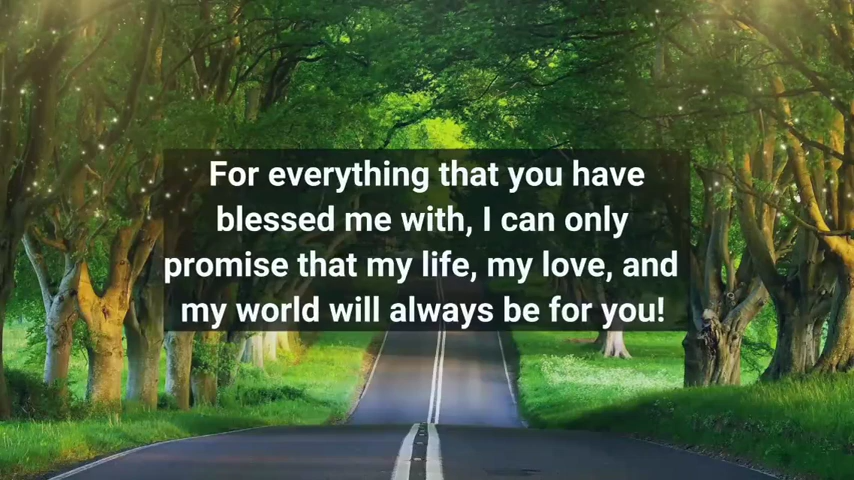 For everything that you have
blessed me with, I can only
promise that my life, my love, and
my world will always be for you!